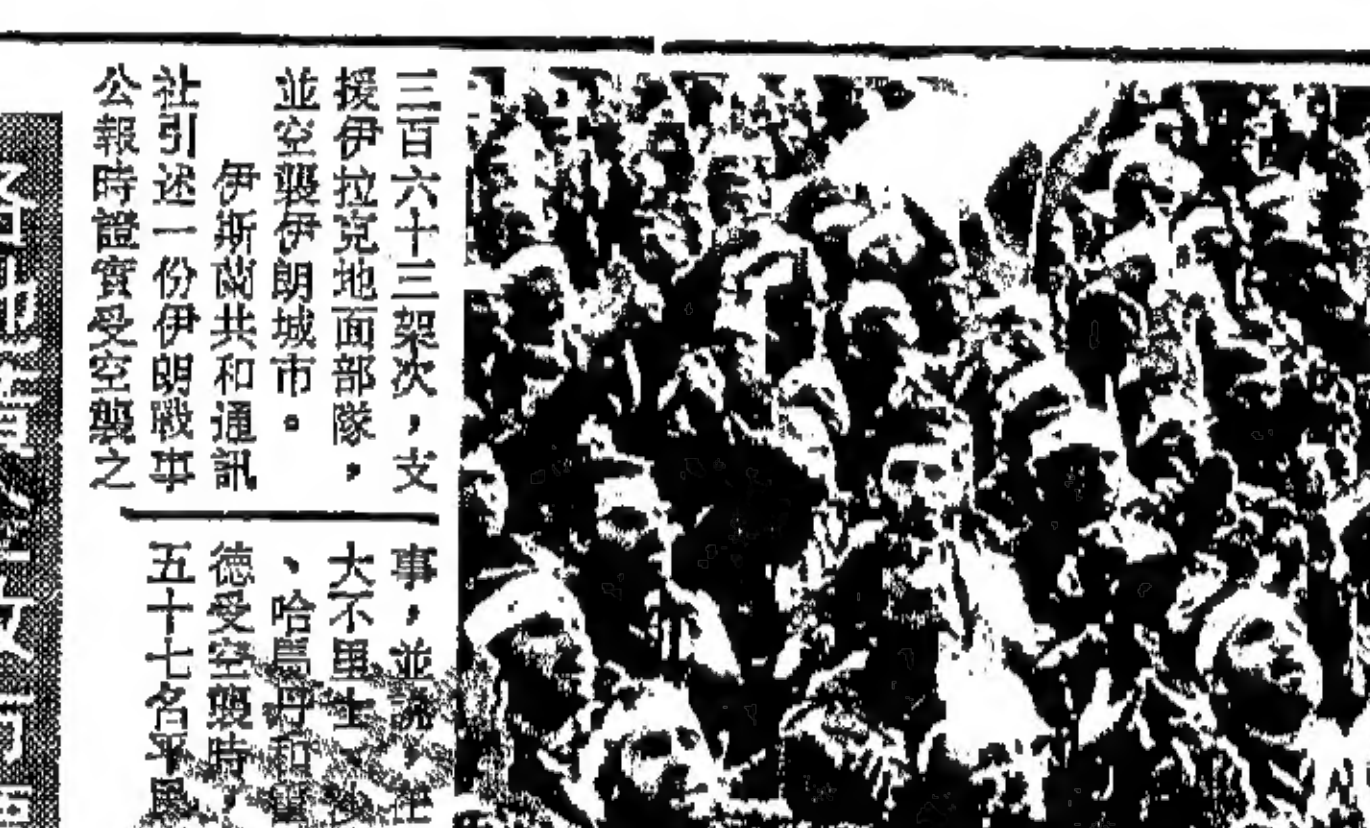 三百六十三架次，支
援伊拉克地面部隊，
並空襲伊朗城市。
伊斯蘭共和通訊
社引述一份伊朗戰事
公報時證實受空襲之
事，並說，在
大不里士、
、哈馬丹和
德受空襲時，
五十七名平民